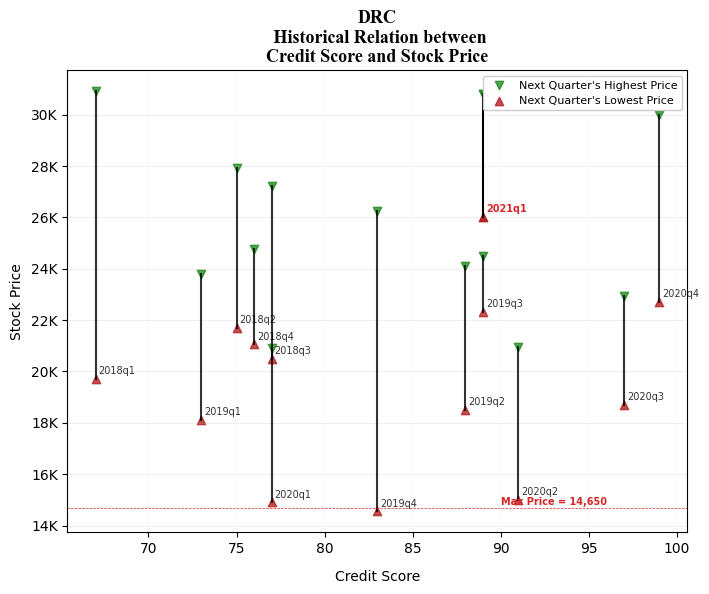 DRC
Historical Relation between
Credit Score and Stock Price
Next Quarter's Highest Price
Next Quarter's Lowest Price
30K
28K
26K
24K
22K
20K
18K
16K
14K
Stock Price
2021q1
2020q4
2019q3
2018q2
2018q4
2018q3
2018q1
2019q1
2019q2
2020q3
2020q1
2019q4
2020q2
Max Price = 14,650
70
75
80
85
90
95
100
Credit Score